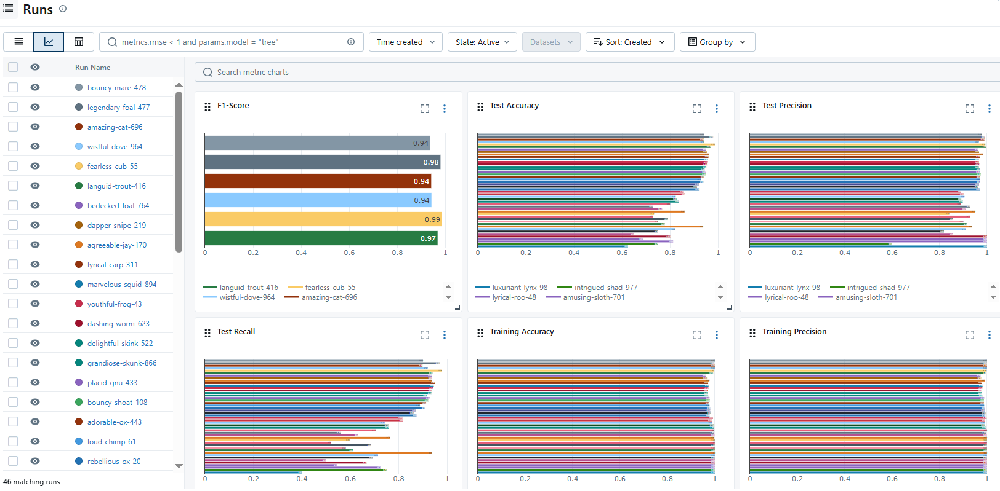 Runs
metrics.rmse < 1 and params.model = "tree"
Time created
State: Active
Datasets
Sort: Created
Group by
Run Name
bouncy-mare-478
legendary-foal-477
amazing-cat-696
wistful-dove-964
fearless-cub-55
languid-trout-416
bedecked-foal-764
dapper-snipe-219
agreeable-jay-170
lyrical-carp-311
marvelous-squid-894
youthful-frog-43
dashing-worm-623
delightful-skink-522
grandiose-skunk-866
placid-gnu-433
bouncy-shoat-108
adorable-ox-443
loud-chimp-61
rebellious-ox-20
46 matching runs
Search metric charts
F1-Score
0.94
0.98
0.94
0.94
0.99
0.97
0 0.2 0.4 0.6 0.8 1
languid-trout-416 fearless-cub-55
wistful-dove-964 amazing-cat-696
Test Accuracy
0 0.2 0.4 0.6 0.8 1
luxuriant-lynx-98 intrigued-shad-977
lyrical-roo-48 amusing-sloth-701
Test Precision
0 0.2 0.4 0.6 0.8 1
luxuriant-lynx-98 intrigued-shad-977
lyrical-roo-48 amusing-sloth-701
Test Recall
0 0.2 0.4 0.6 0.8 1
Training Accuracy
0 0.2 0.4 0.6 0.8 1
Training Precision
0 0.2 0.4 0.6 0.8 1